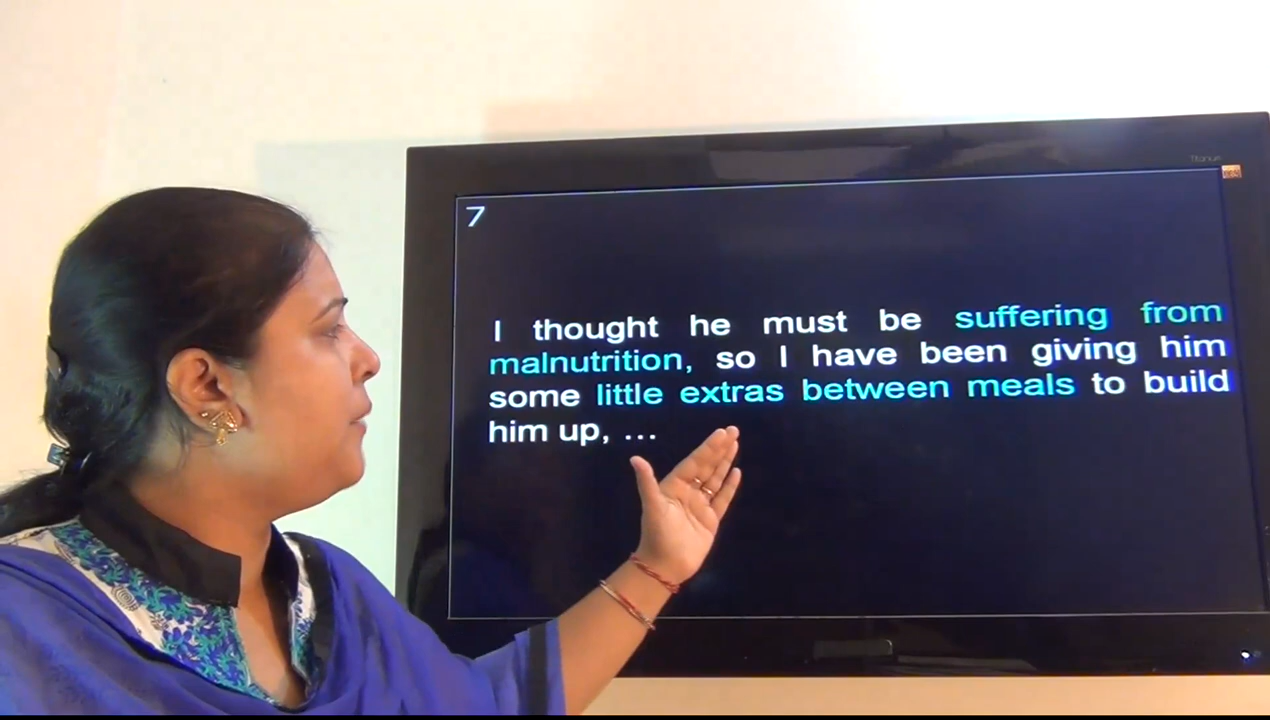 7
I thought he must be suffering from
malnutrition, so I have been giving him
some little extras between meals to build
him up, ...
Titanium